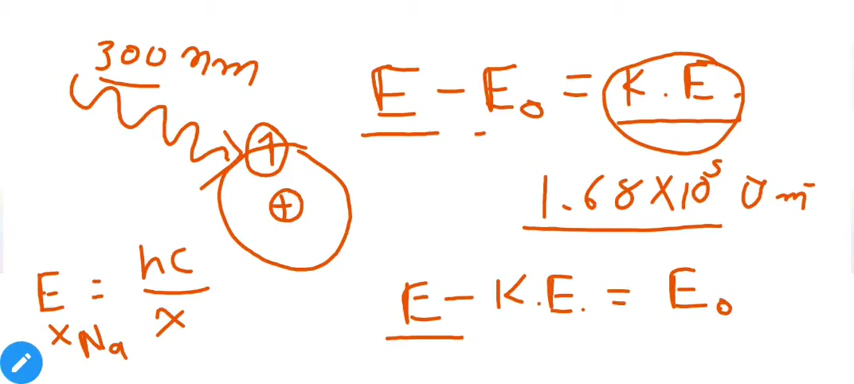 300 nm
E - E₀ = K.E.
1.68×10⁵
E - K.E. = E₀
E = hc / λ
× Na